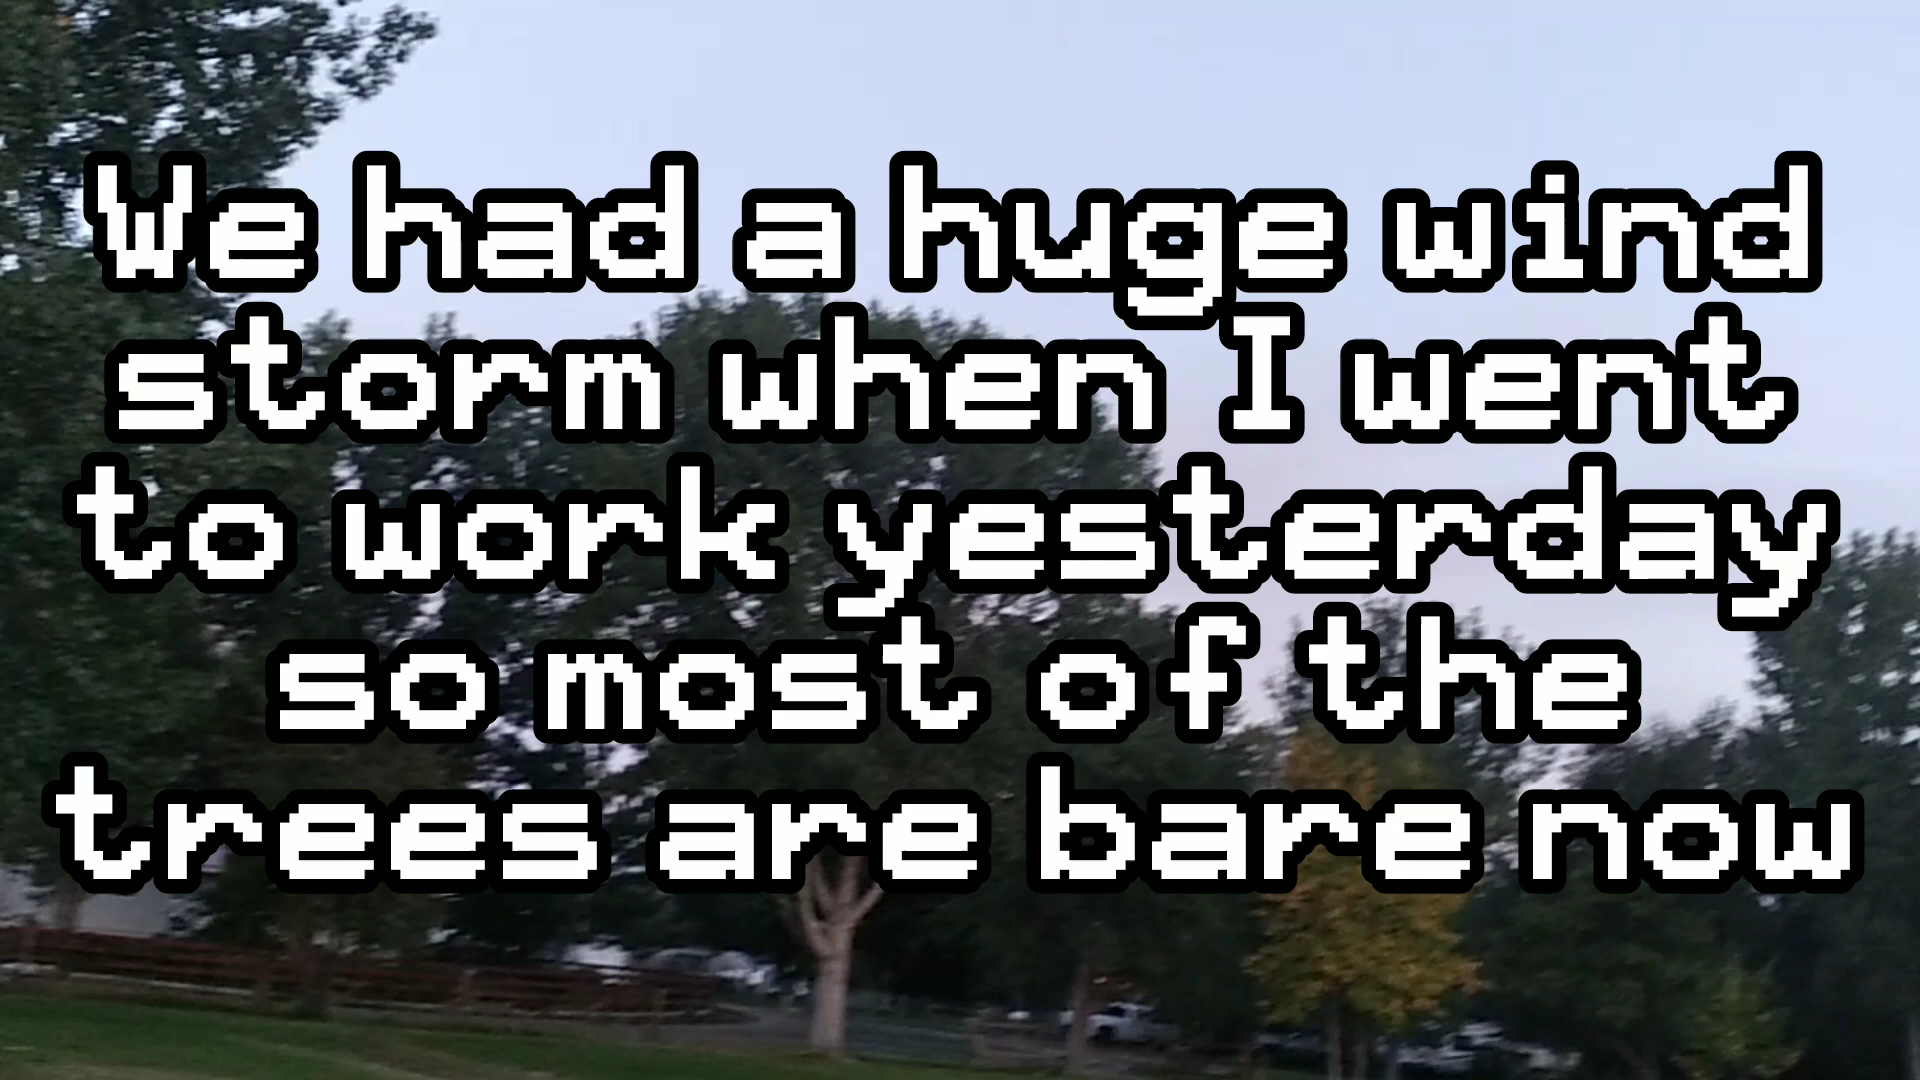 We had a huge wind
storm when I went
to work yesterday
so most of the
trees are bare now